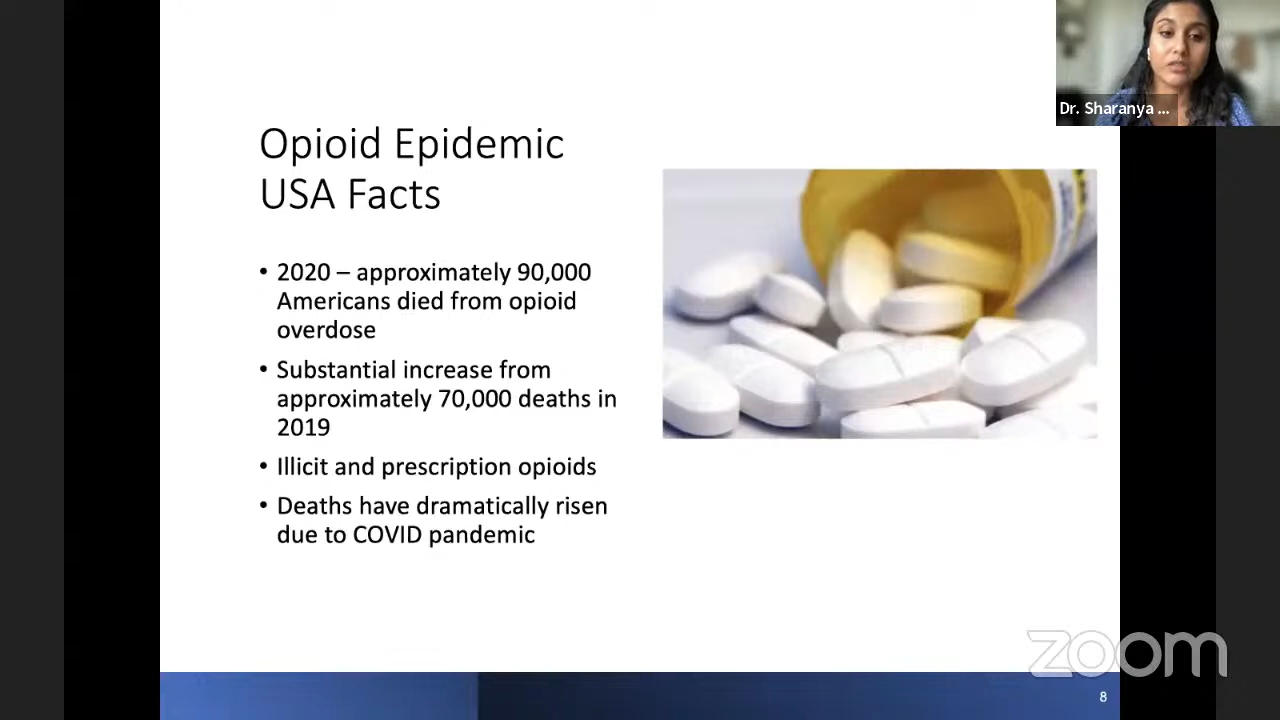 Dr. Sharanya ...
Opioid Epidemic
USA Facts
• 2020 – approximately 90,000
Americans died from opioid
overdose
• Substantial increase from
approximately 70,000 deaths in
2019
• Illicit and prescription opioids
• Deaths have dramatically risen
due to COVID pandemic
zoom
8